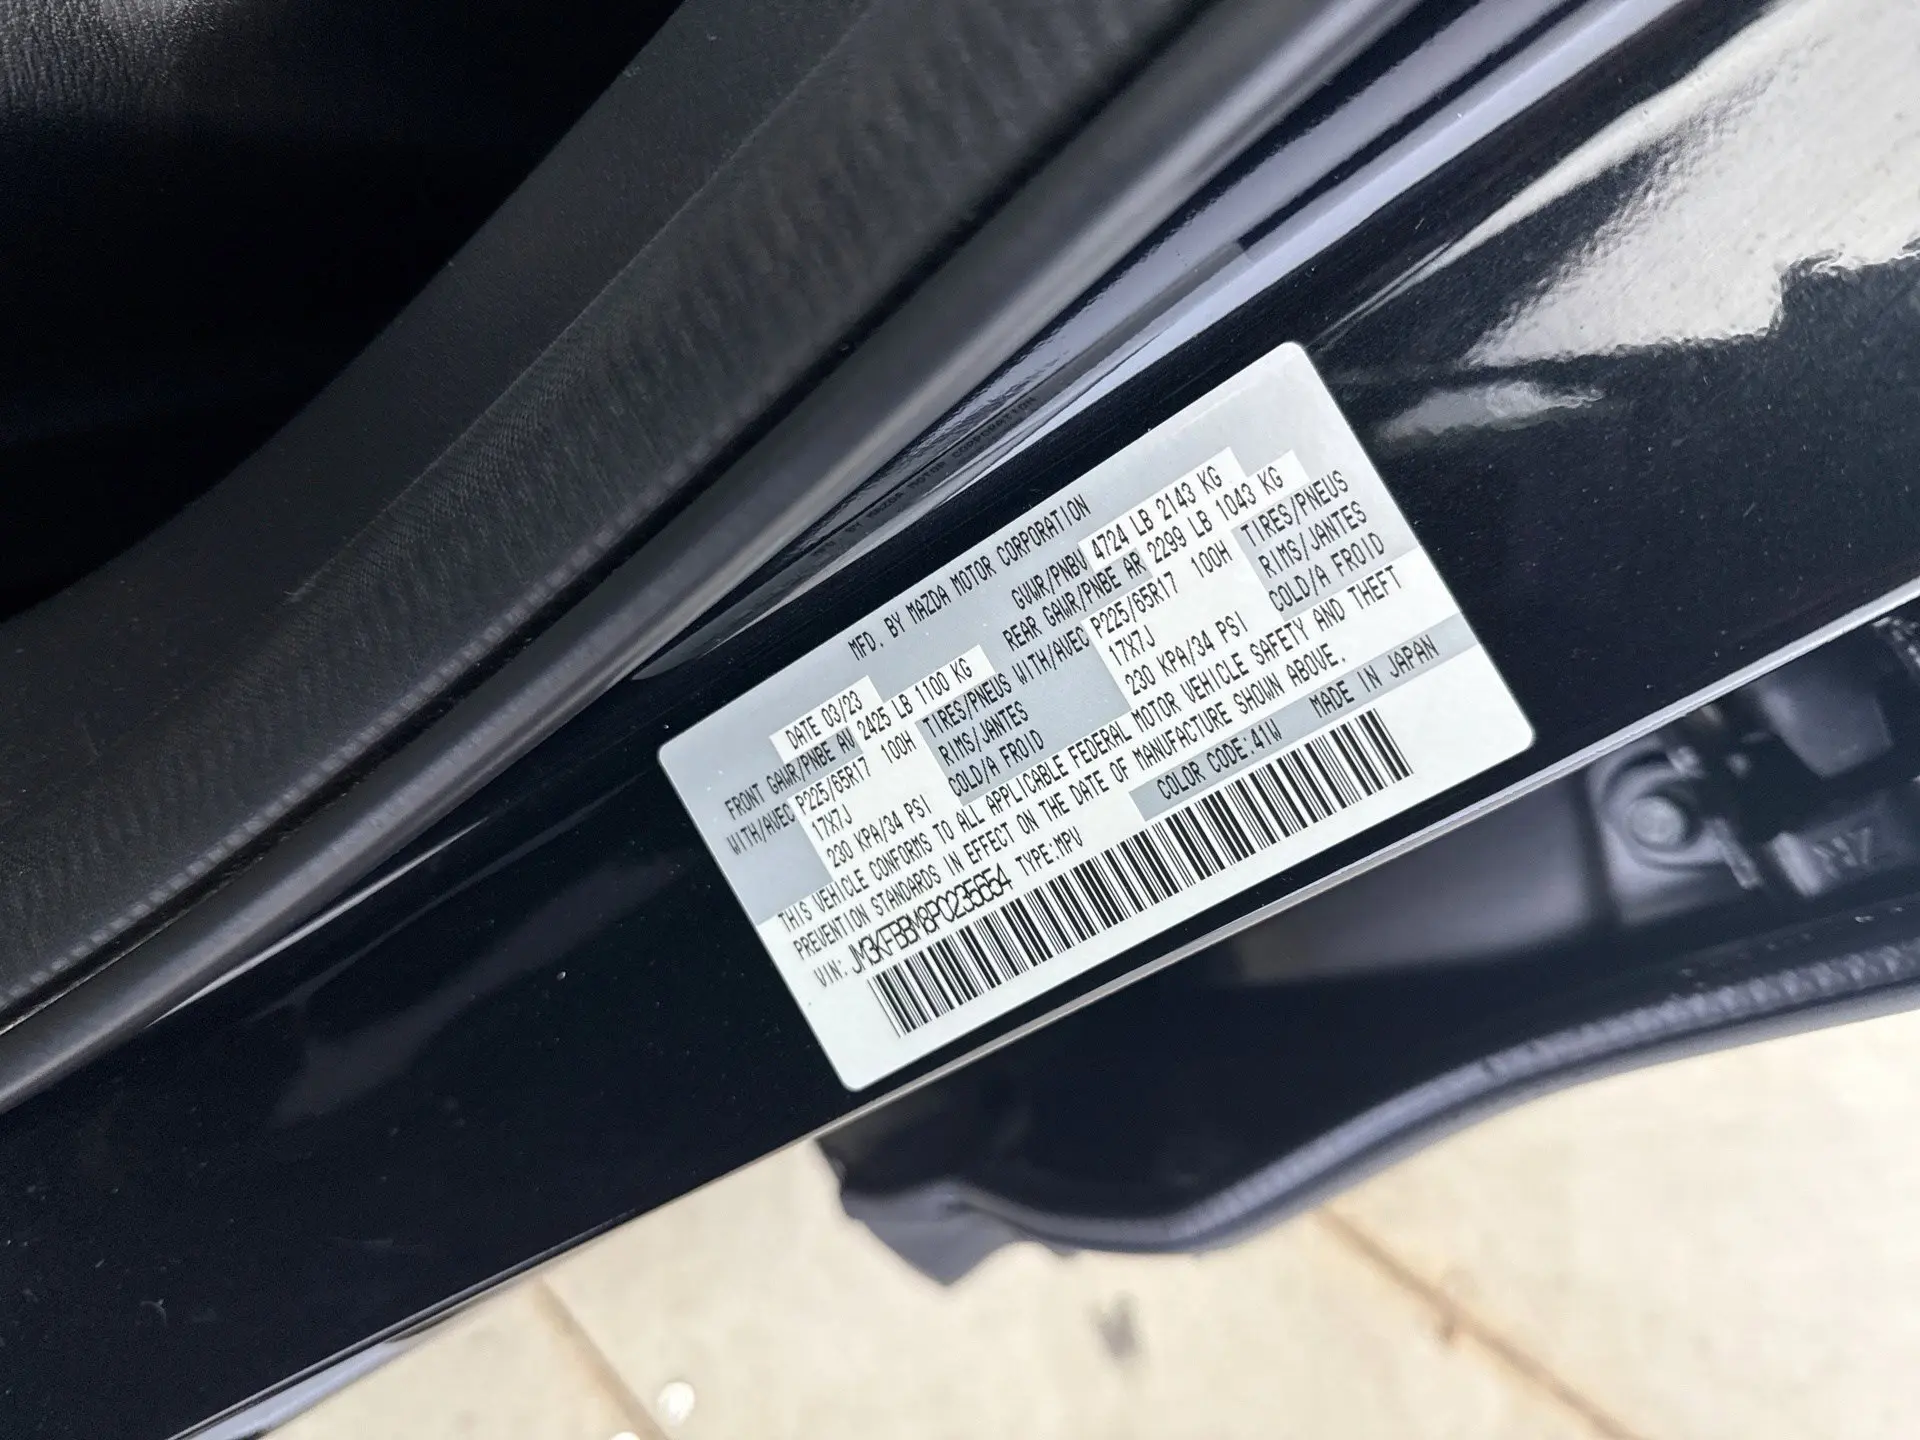 MFD. BY MAZDA MOTOR CORPORATION
DATE 03/23 GVWR/PNBV 4724 LB 2143 KG
FRONT GAWR/PNBE AV 2425 LB 1100 KG REAR GAWR/PNBE AR 2299 LB 1043 KG
WITH/AVEC P225/65R17 100H TIRES/PNEUS WITH/AVEC P225/65R17 100H TIRES/PNEUS
17X7J RIMS/JANTES 17X7J RIMS/JANTES
230 KPA/34 PSI COLD/A FROID 230 KPA/34 PSI COLD/A FROID
THIS VEHICLE CONFORMS TO ALL APPLICABLE FEDERAL MOTOR VEHICLE SAFETY AND THEFT
PREVENTION STANDARDS IN EFFECT ON THE DATE OF MANUFACTURE SHOWN ABOVE.
VIN: JM3KFBBM8P0235654 TYPE:MPV COLOR CODE:41W MADE IN JAPAN